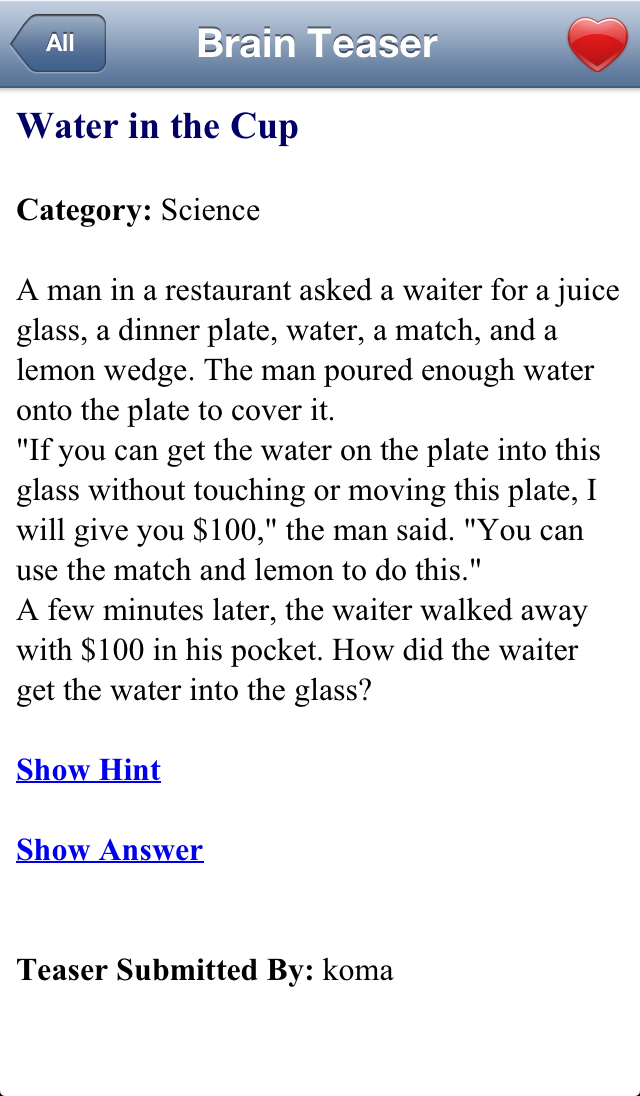 All
Brain Teaser
Water in the Cup
Category: Science
A man in a restaurant asked a waiter for a juice
glass, a dinner plate, water, a match, and a
lemon wedge. The man poured enough water
onto the plate to cover it.
"If you can get the water on the plate into this
glass without touching or moving this plate, I
will give you $100," the man said. "You can
use the match and lemon to do this."
A few minutes later, the waiter walked away
with $100 in his pocket. How did the waiter
get the water into the glass?
Show Hint
Show Answer
Teaser Submitted By: koma